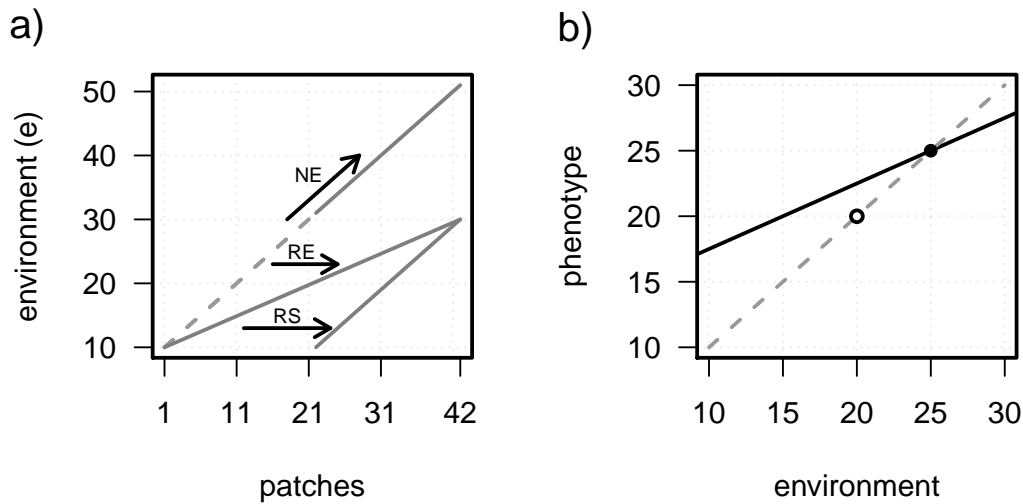 a)
environment (e)
50
40
30
20
10
NE
RE
RS
1 11 21 31 42
patches
b)
phenotype
30
25
20
15
10
10 15 20 25 30
environment